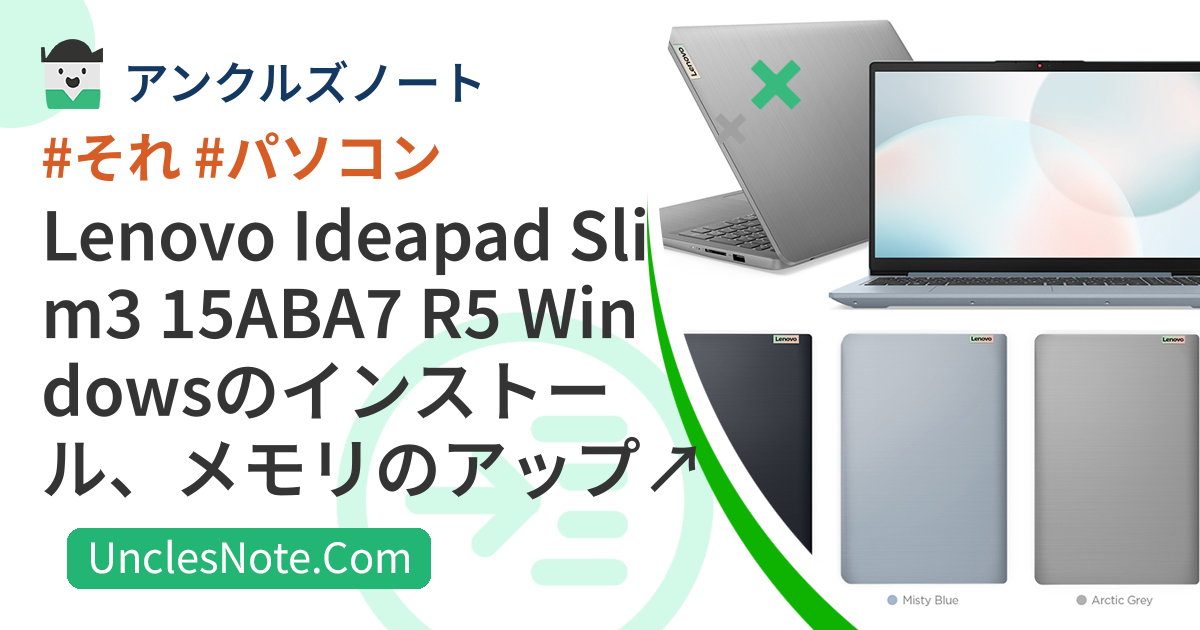 アンクルズノート
#それ #パソコン
Lenovo Ideapad Sli
m3 15ABA7 R5 Win
dowsのインストー
ル、メモリのアップ↗
UnclesNote.Com
Lenovo
Lenovo
Lenovo
Lenovo
Misty Blue
Arctic Grey